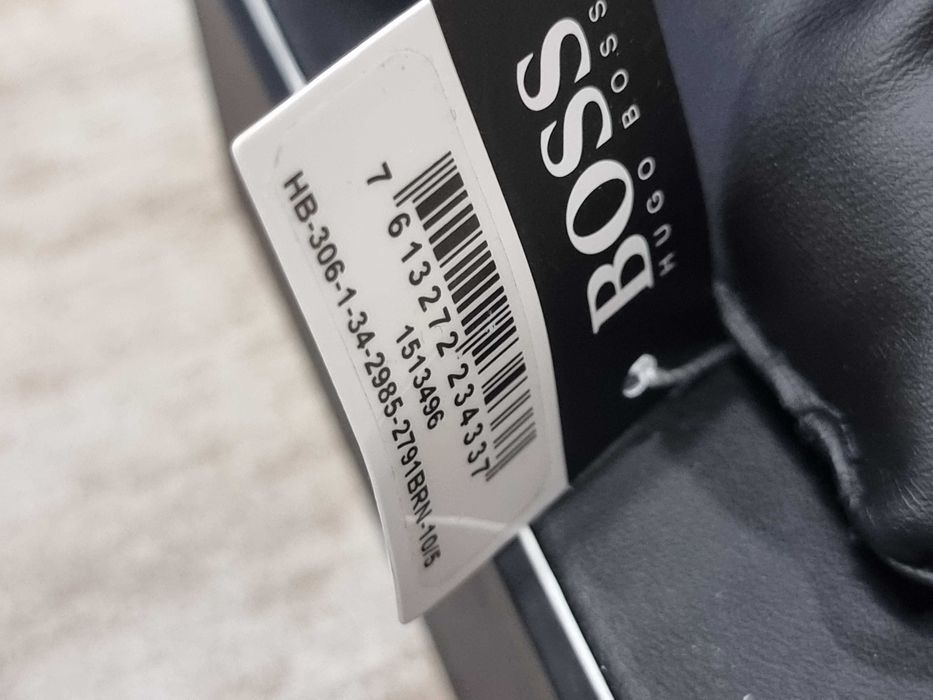 BOSS
HUGO BOSS
7 613272 234337
1513496
HB-306-1-34-2985-2791BRN-10/5